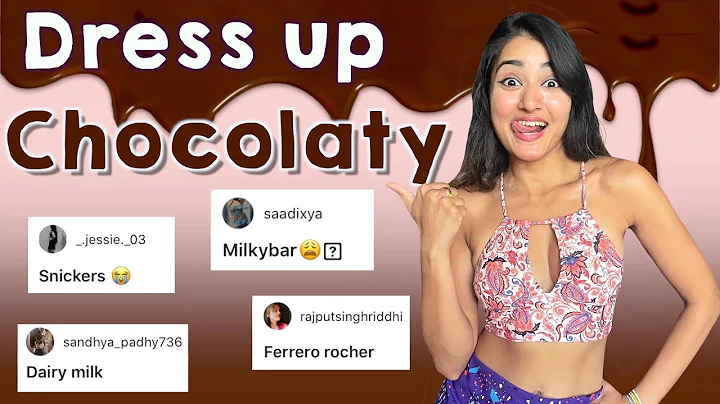 Dress up
Chocolaty
_.jessie._03
Snickers 😭
saadixya
Milkybar😩
sandhya_padhy736
Dairy milk
rajputsinghriddhi
Ferrero rocher